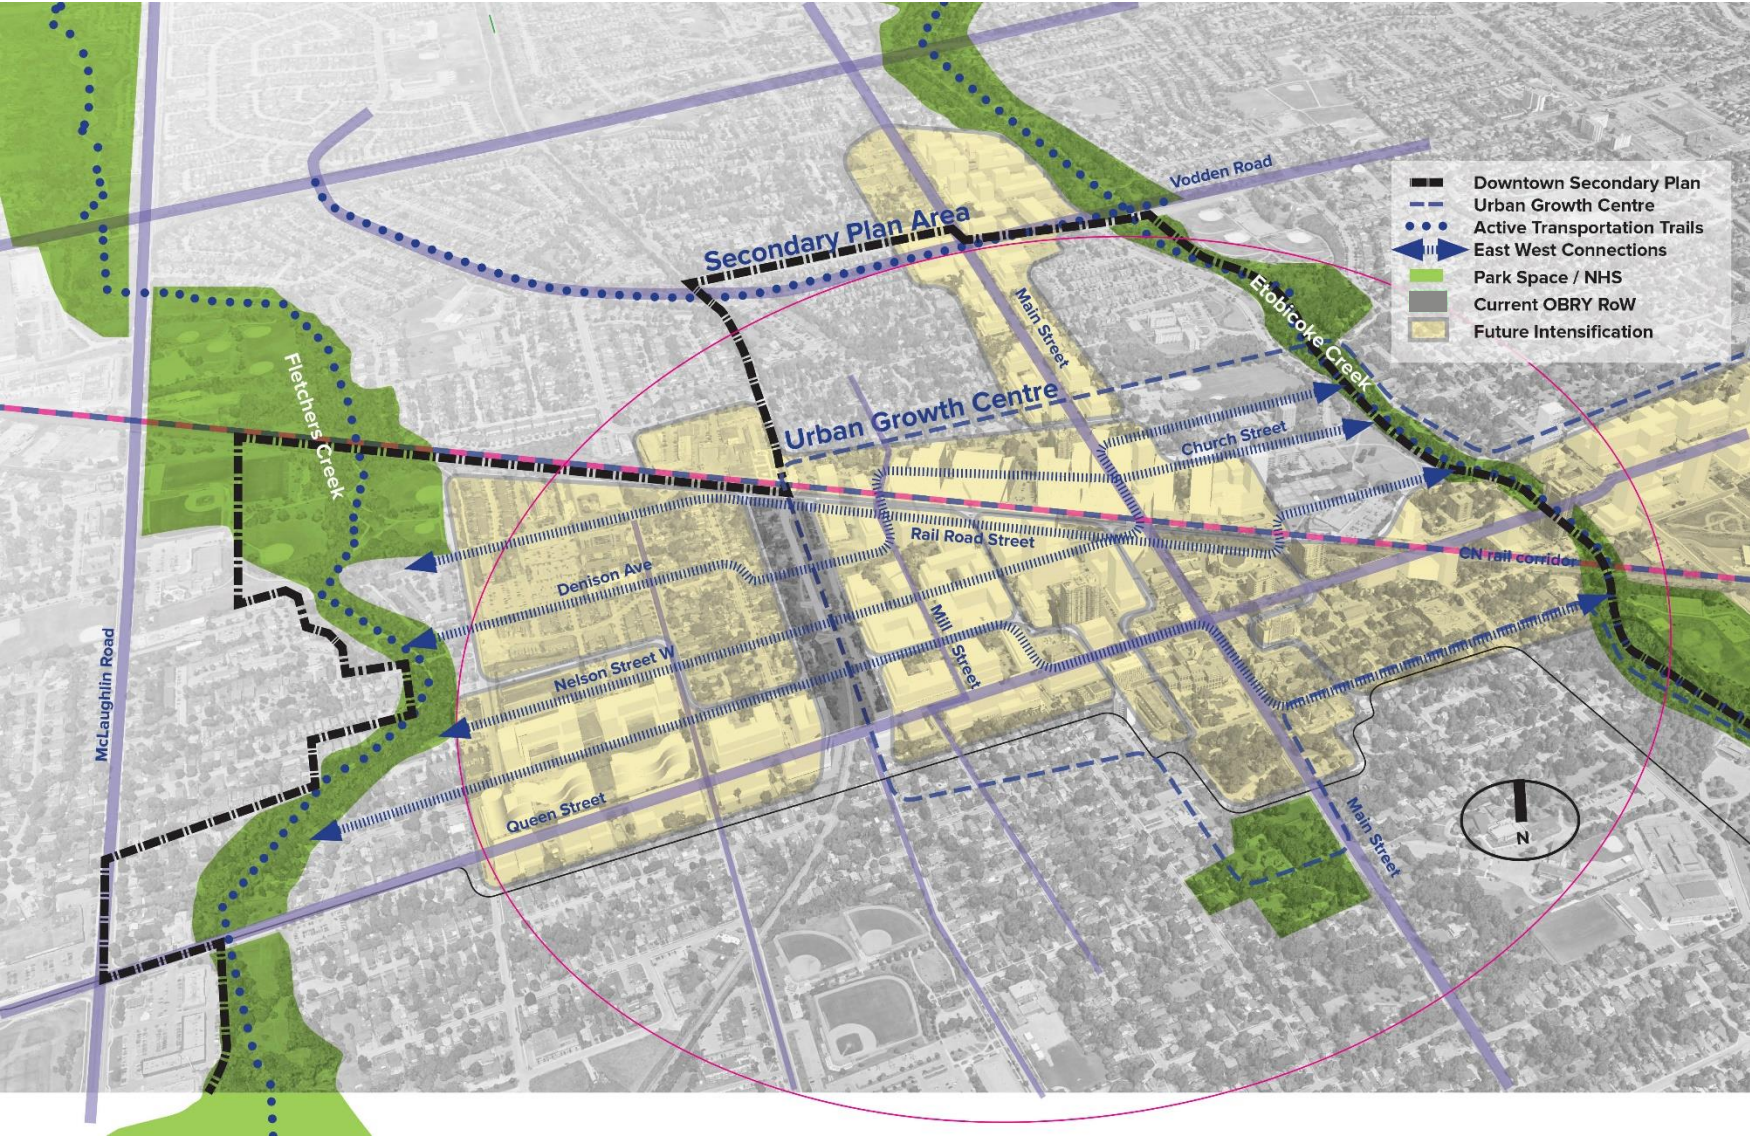 Vodden Road
Downtown Secondary Plan
Urban Growth Centre
Active Transportation Trails
East West Connections
Park Space / NHS
Current OBRY RoW
Future Intensification
Secondary Plan Area
Etobicoke Creek
Main Street
Fletchers Creek
Urban Growth Centre
Church Street
Rail Road Street
CN rail corridor
Denison Ave
Mill Street
Nelson Street W
McLaughlin Road
Queen Street
Main Street
N